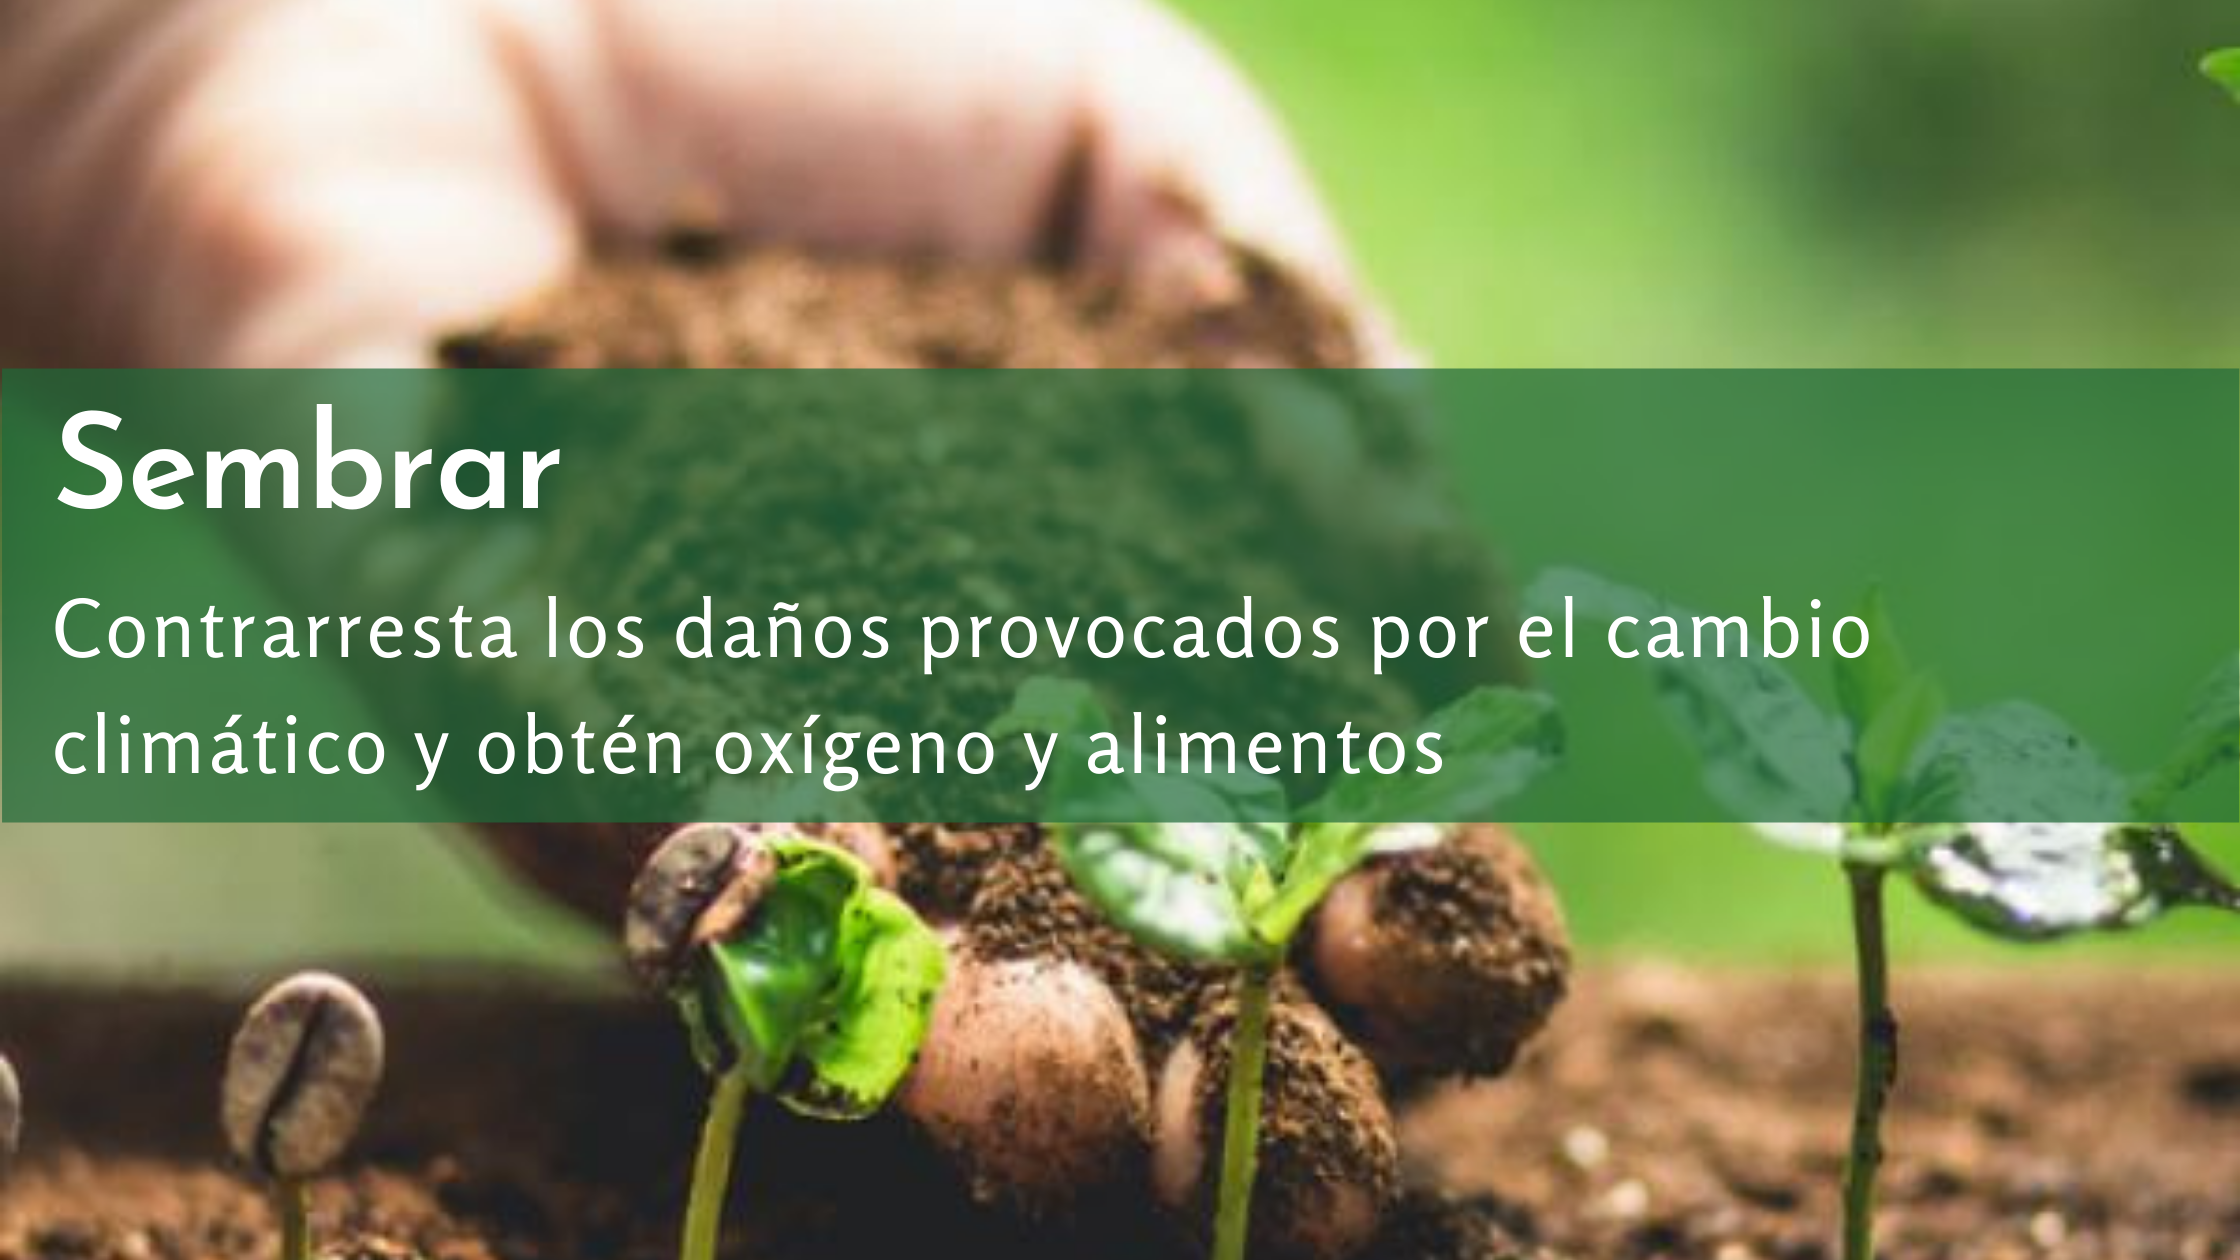 Sembrar
Contrarresta los daños provocados por el cambio
climático y obtén oxígeno y alimentos